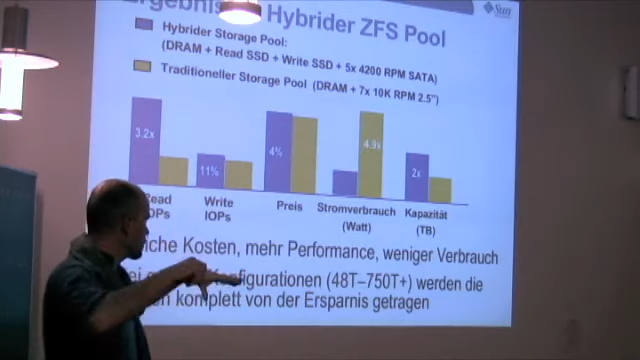 Hybrider ZFS Pool
Sun
Hybrider Storage Pool:
(DRAM + Read SSD + Write SSD + 5x 4200 RPM SATA)
Traditioneller Storage Pool (DRAM + 7x 10K RPM 2.5")
3.2x
11%
4%
4.9x
2x
Write
IOPs
Preis
Stromverbrauch
(Watt)
Kapazität
(TB)
Kosten, mehr Performance, weniger Verbrauch
(48T–750T+) werden die
komplett von der Ersparnis getragen